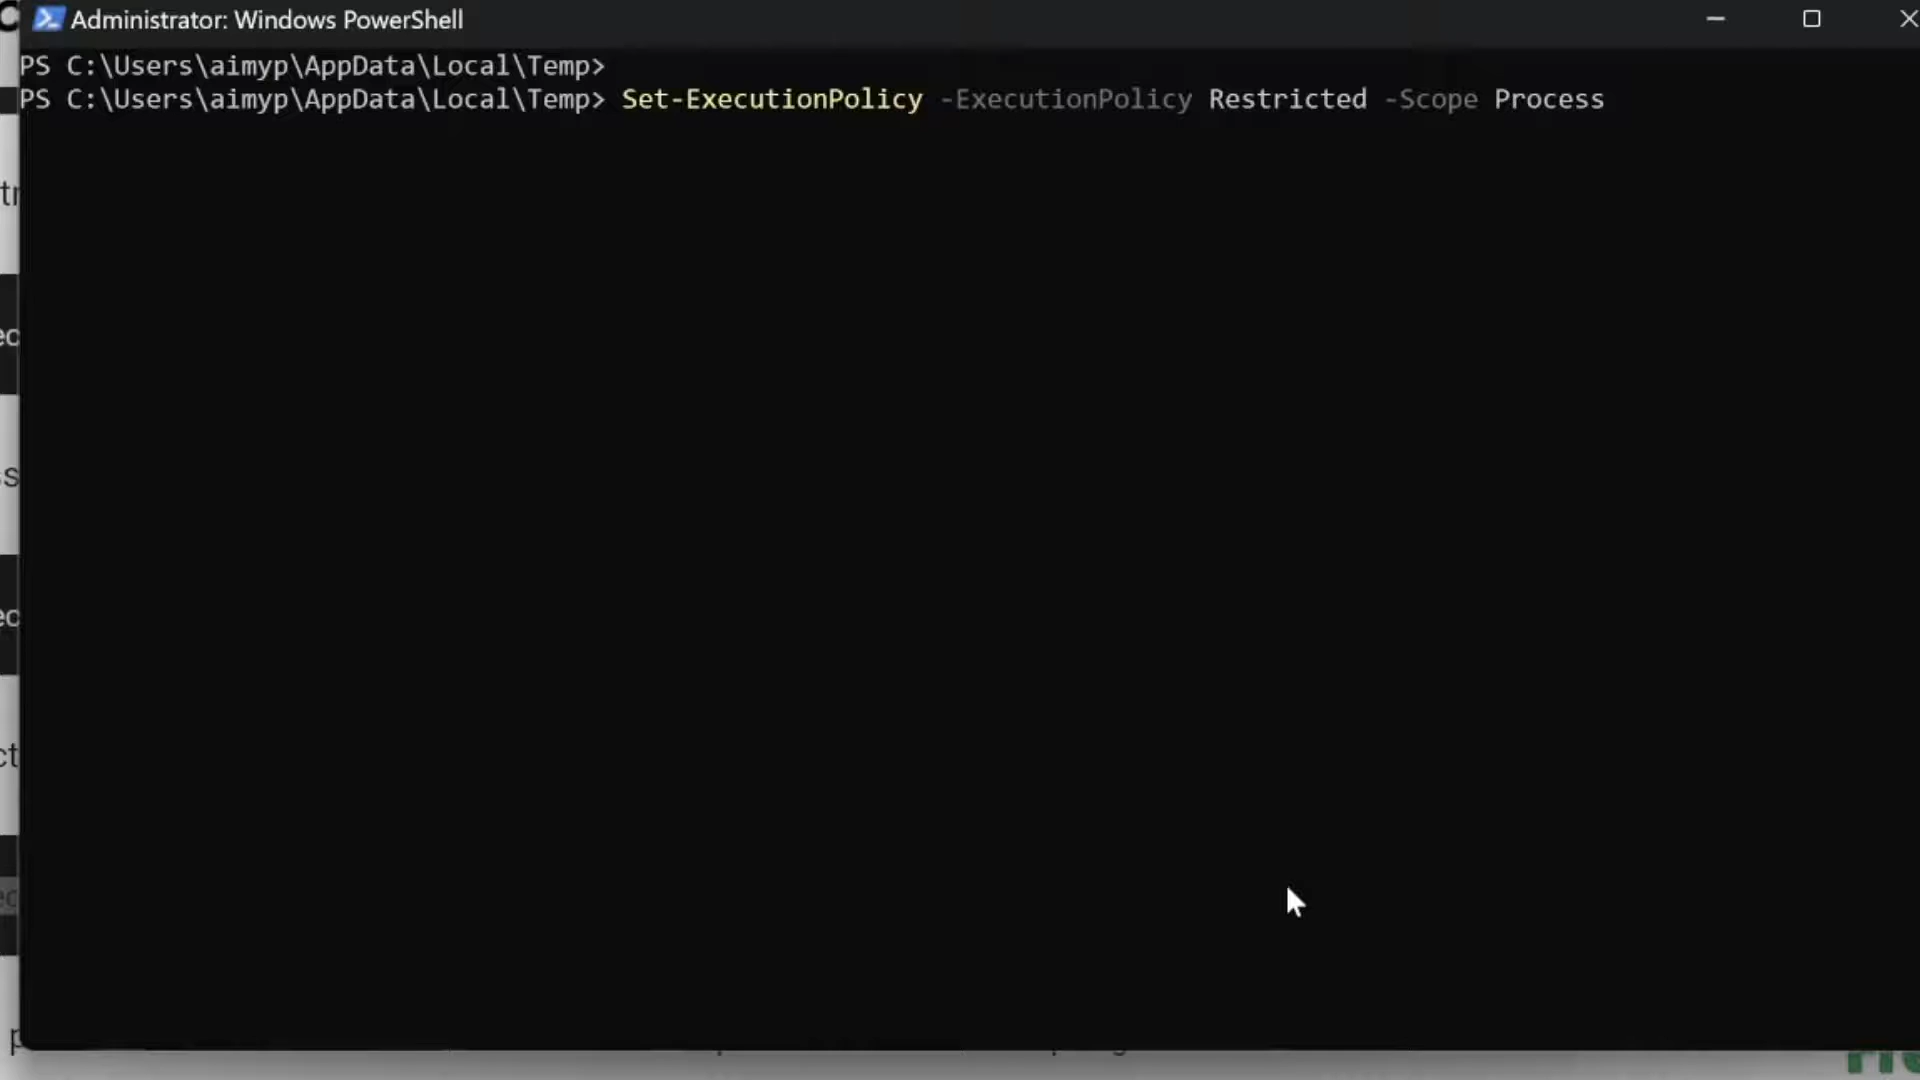 Administrator: Windows PowerShell
PS C:\Users\aimyp\AppData\Local\Temp>
PS C:\Users\aimyp\AppData\Local\Temp> Set-ExecutionPolicy -ExecutionPolicy Restricted -Scope Process